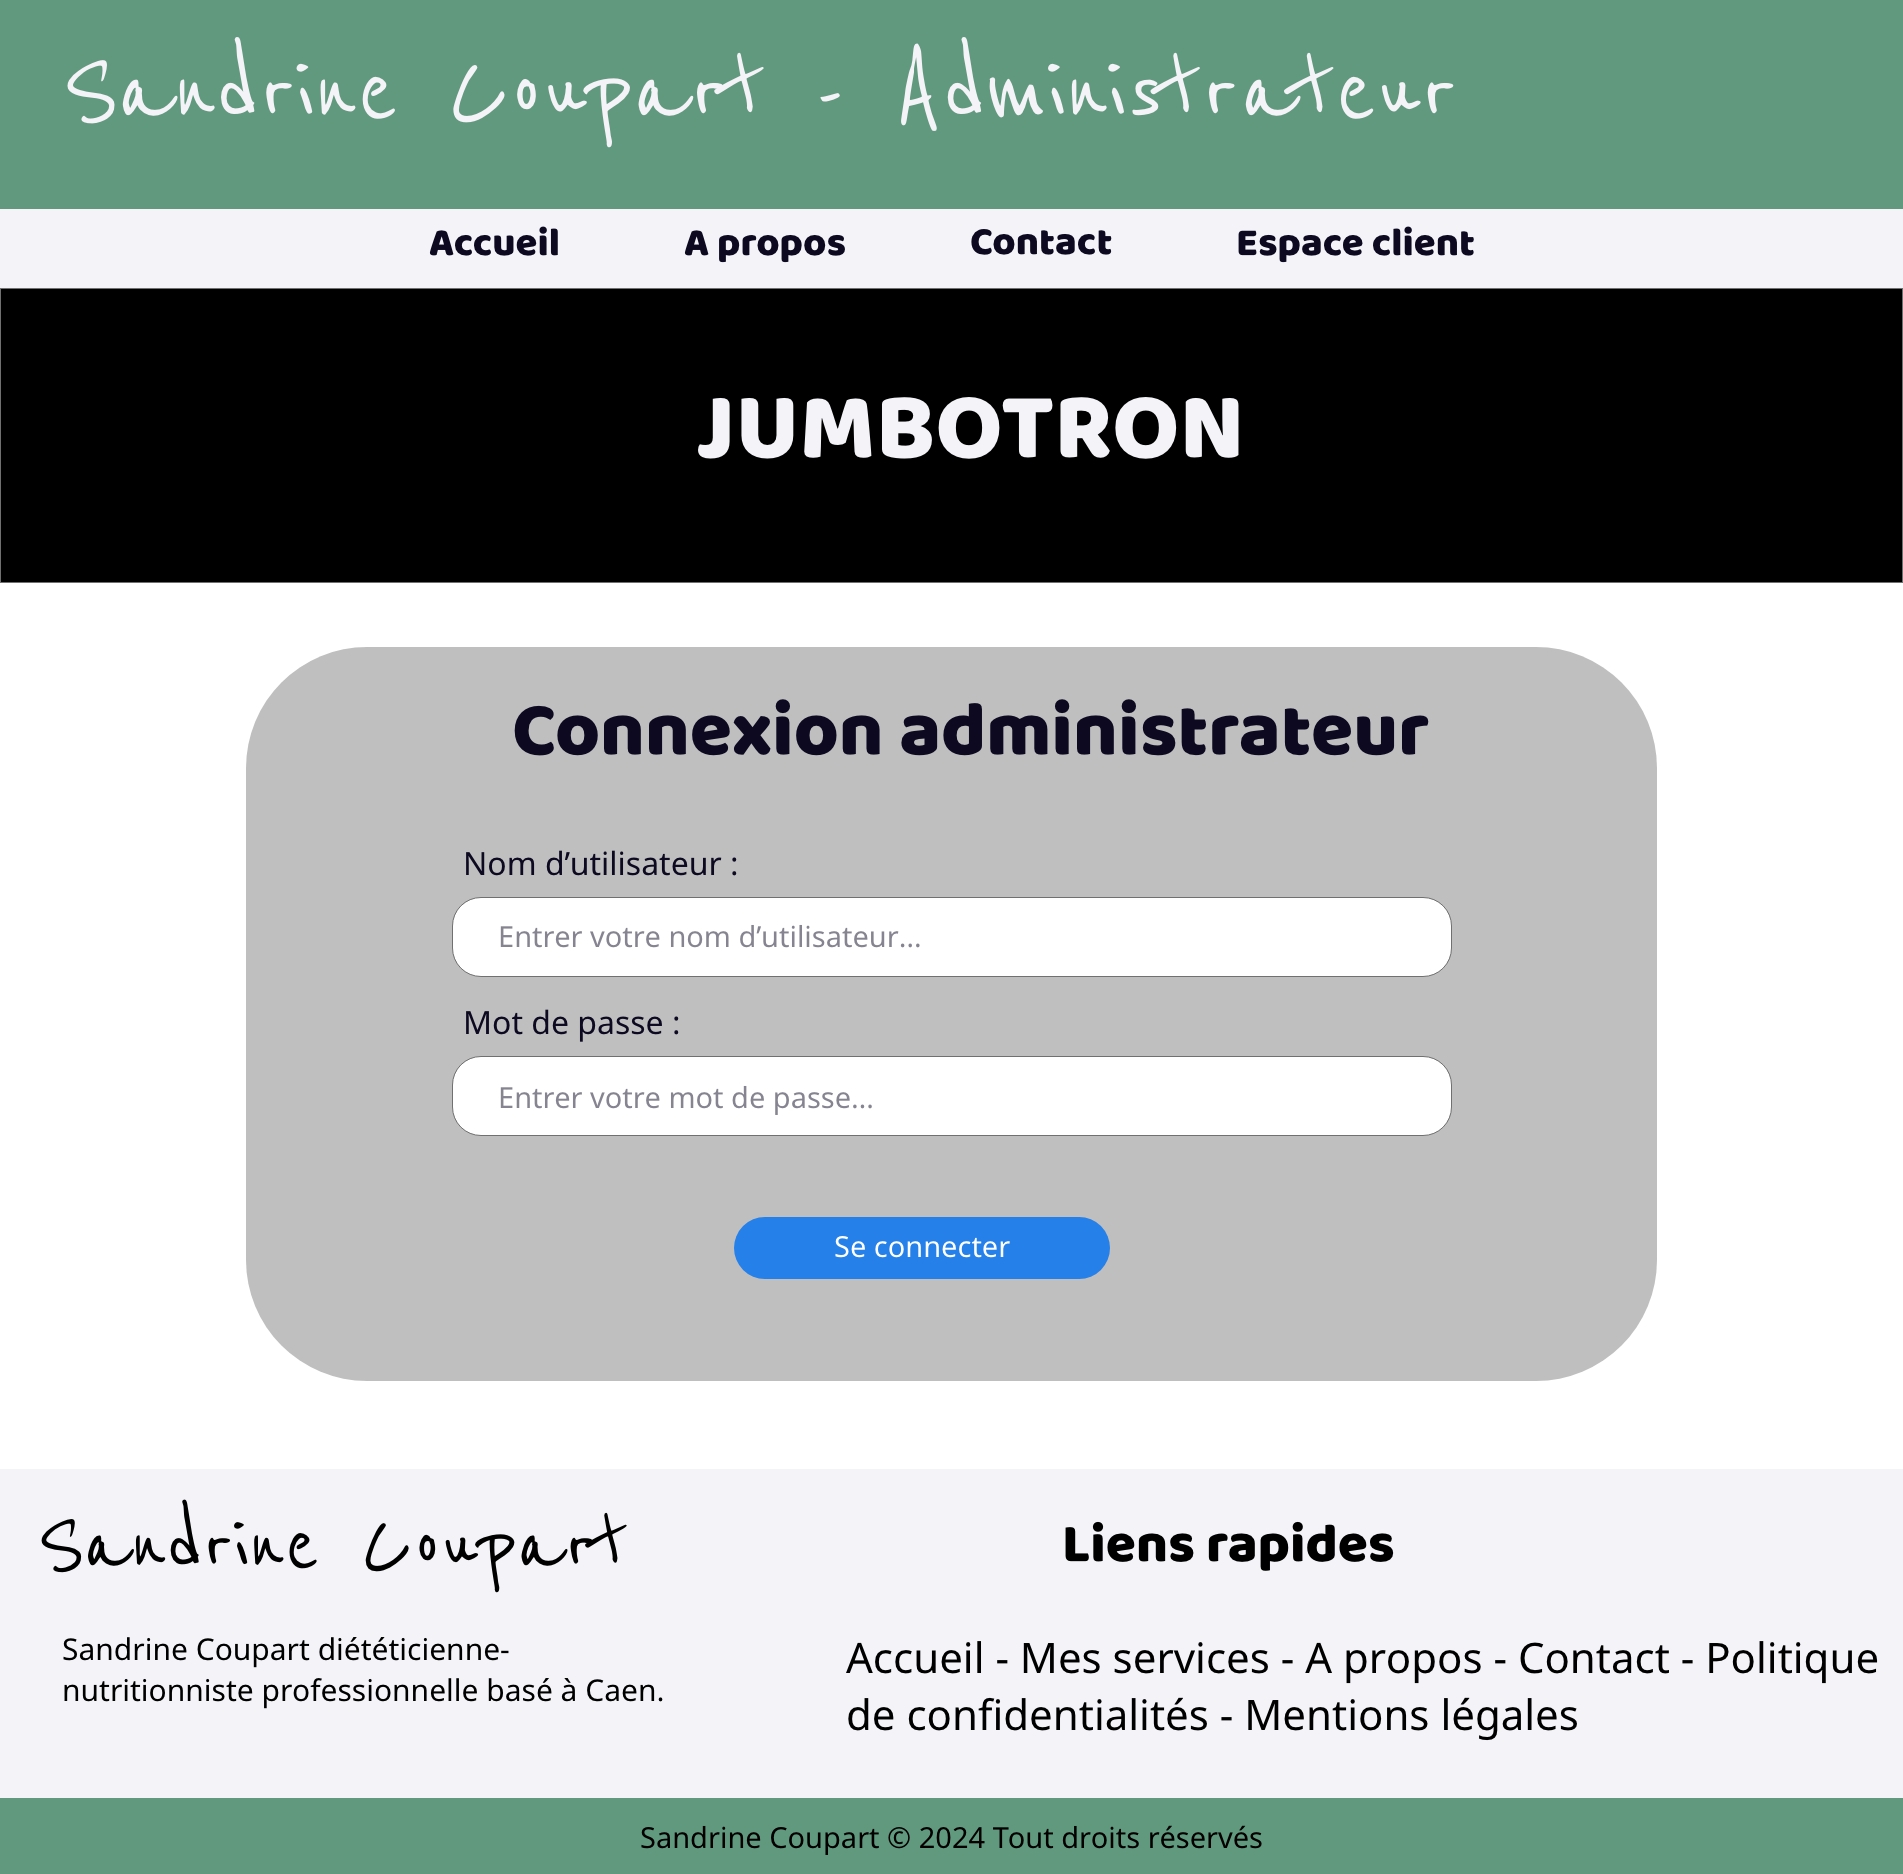 Sandrine Coupart - Administrateur
Accueil A propos Contact Espace client
JUMBOTRON
Connexion administrateur
Nom d’utilisateur :
Entrer votre nom d’utilisateur...
Mot de passe :
Entrer votre mot de passe...
Se connecter
Sandrine Coupart
Sandrine Coupart diététicienne-
nutritionniste professionnelle basé à Caen.
Liens rapides
Accueil - Mes services - A propos - Contact - Politique
de confidentialités - Mentions légales
Sandrine Coupart © 2024 Tout droits réservés